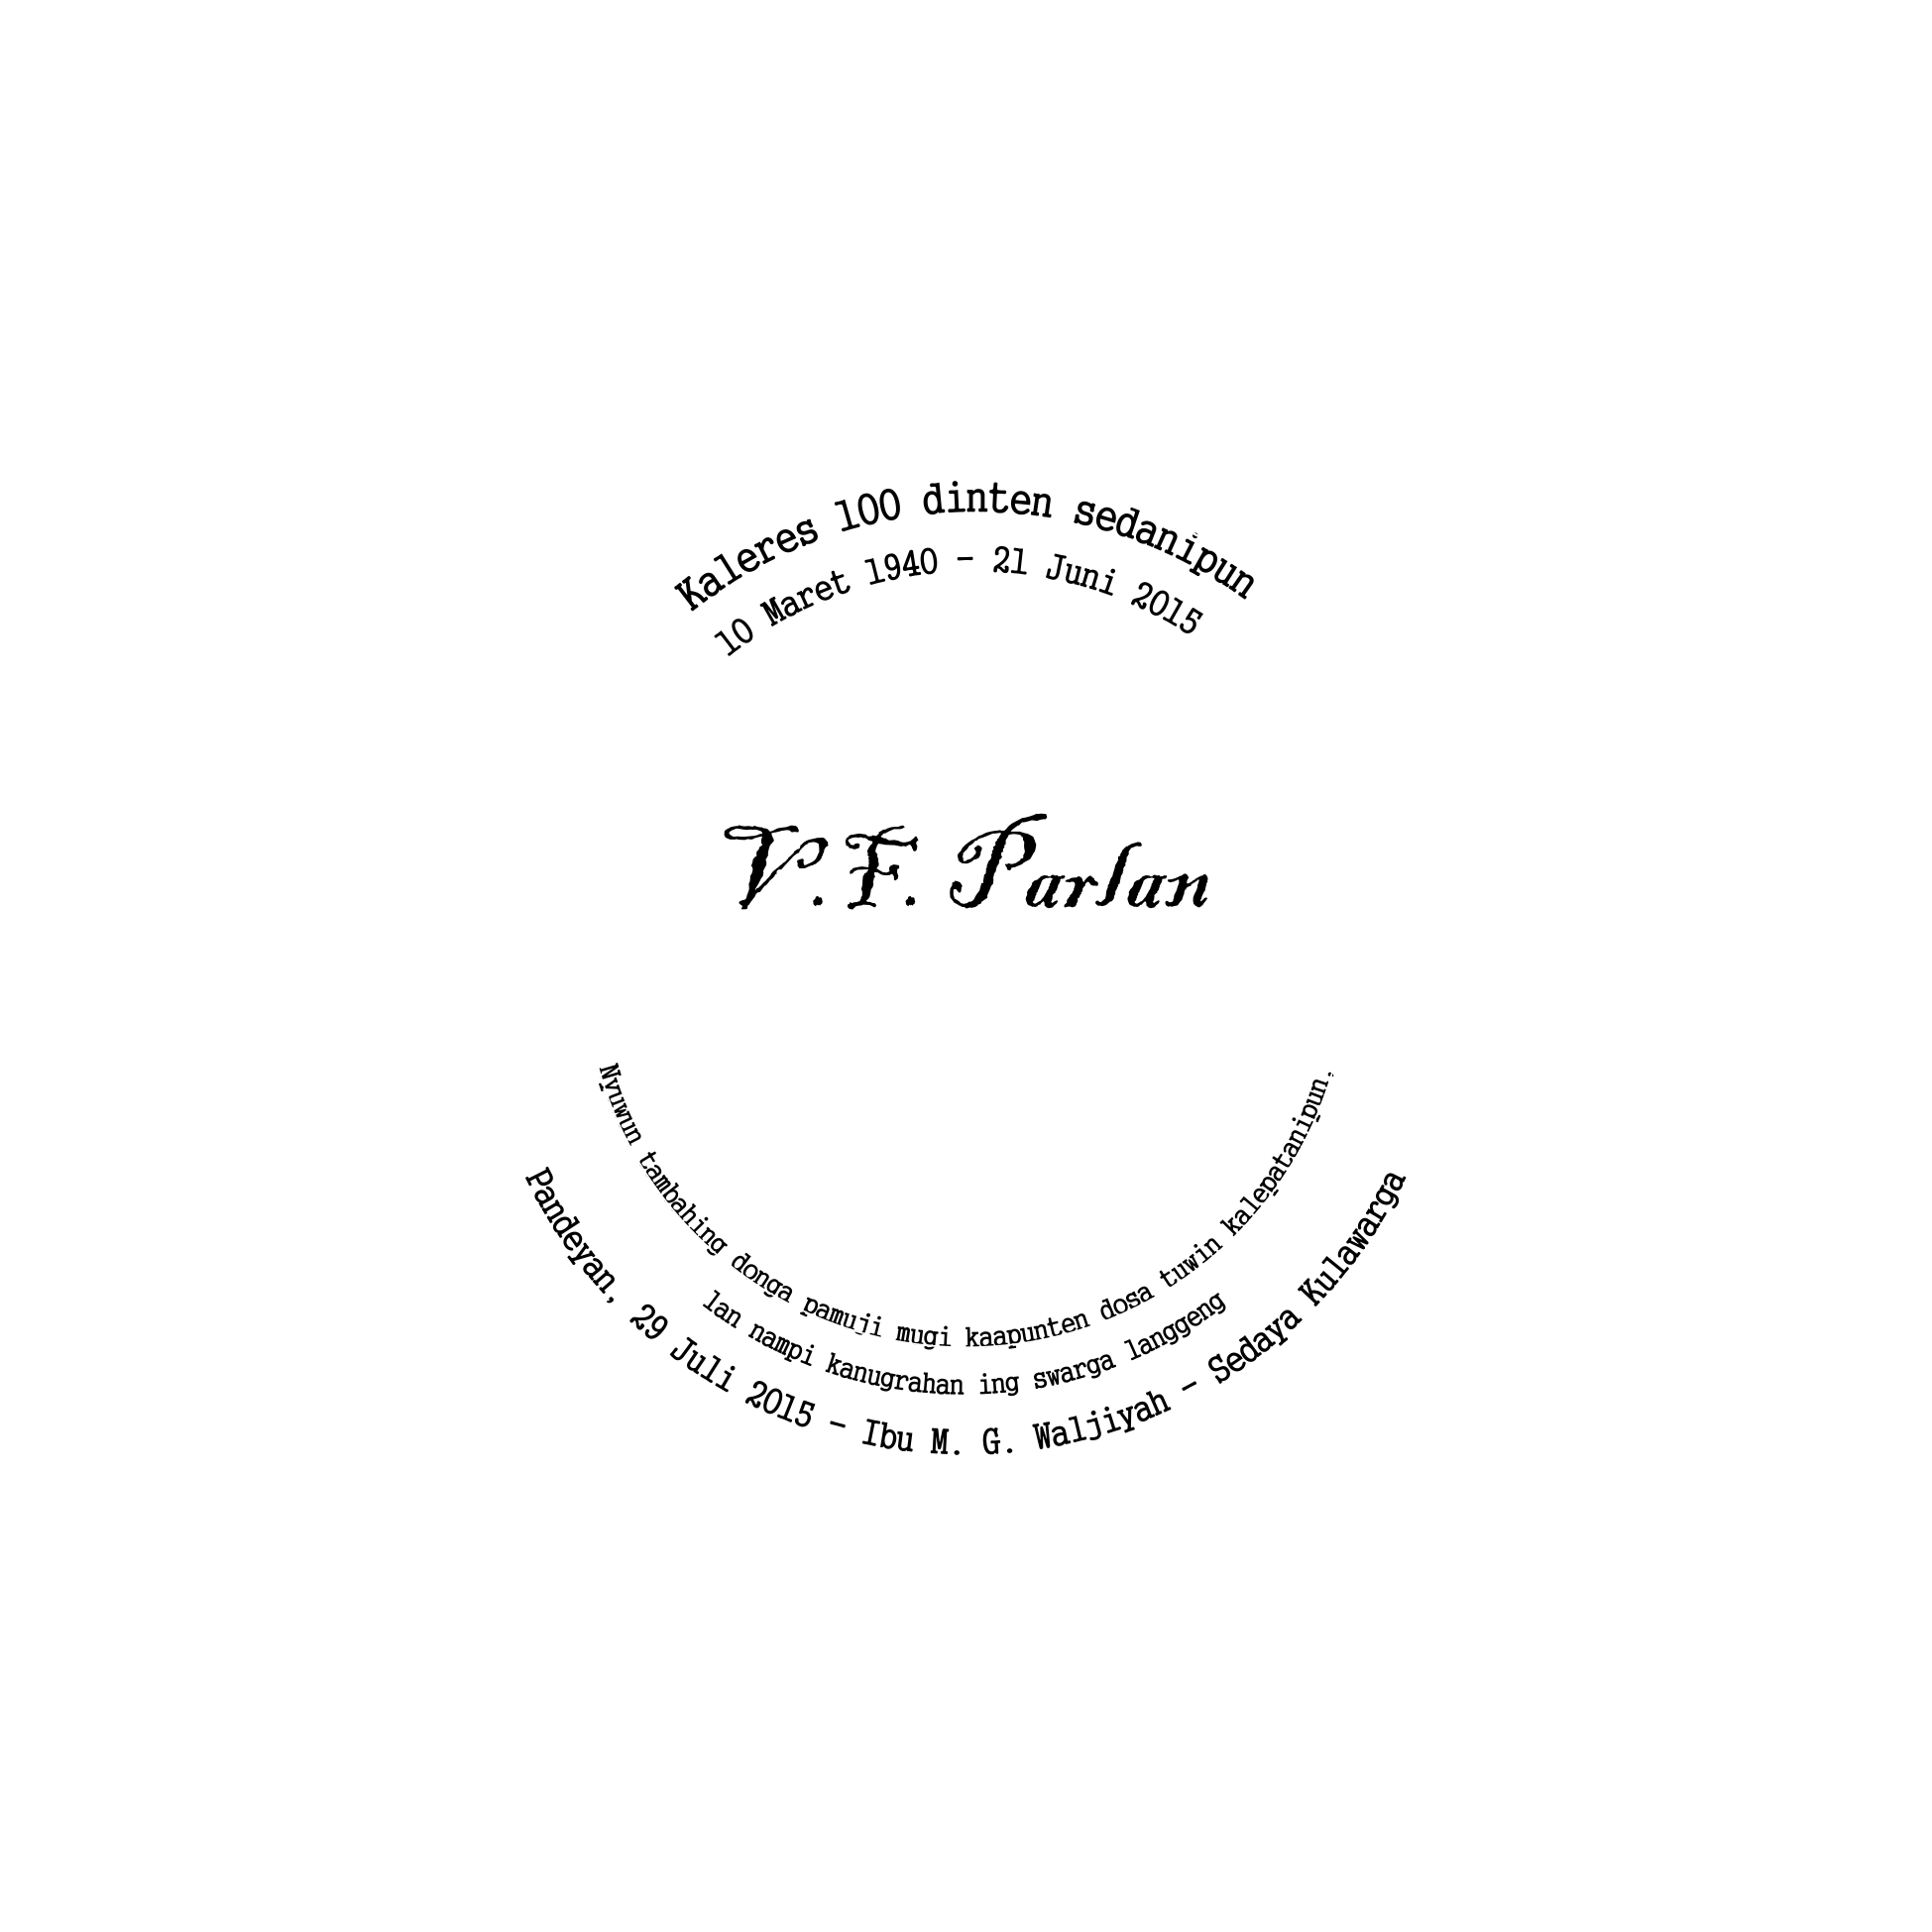 Kaleres 100 dinten sedanipun
10 Maret 1940 - 21 Juni 2015
V. F. Parlan
Nyuwun tambahing donga pamuji mugi kaapunten dosa tuwin kalepatanipun,
lan nampi kanugrahan ing swarga langgeng
Pandeyan, 29 Juli 2015 - Ibu M. G. Waljiyah - Sedaya Kulawarga